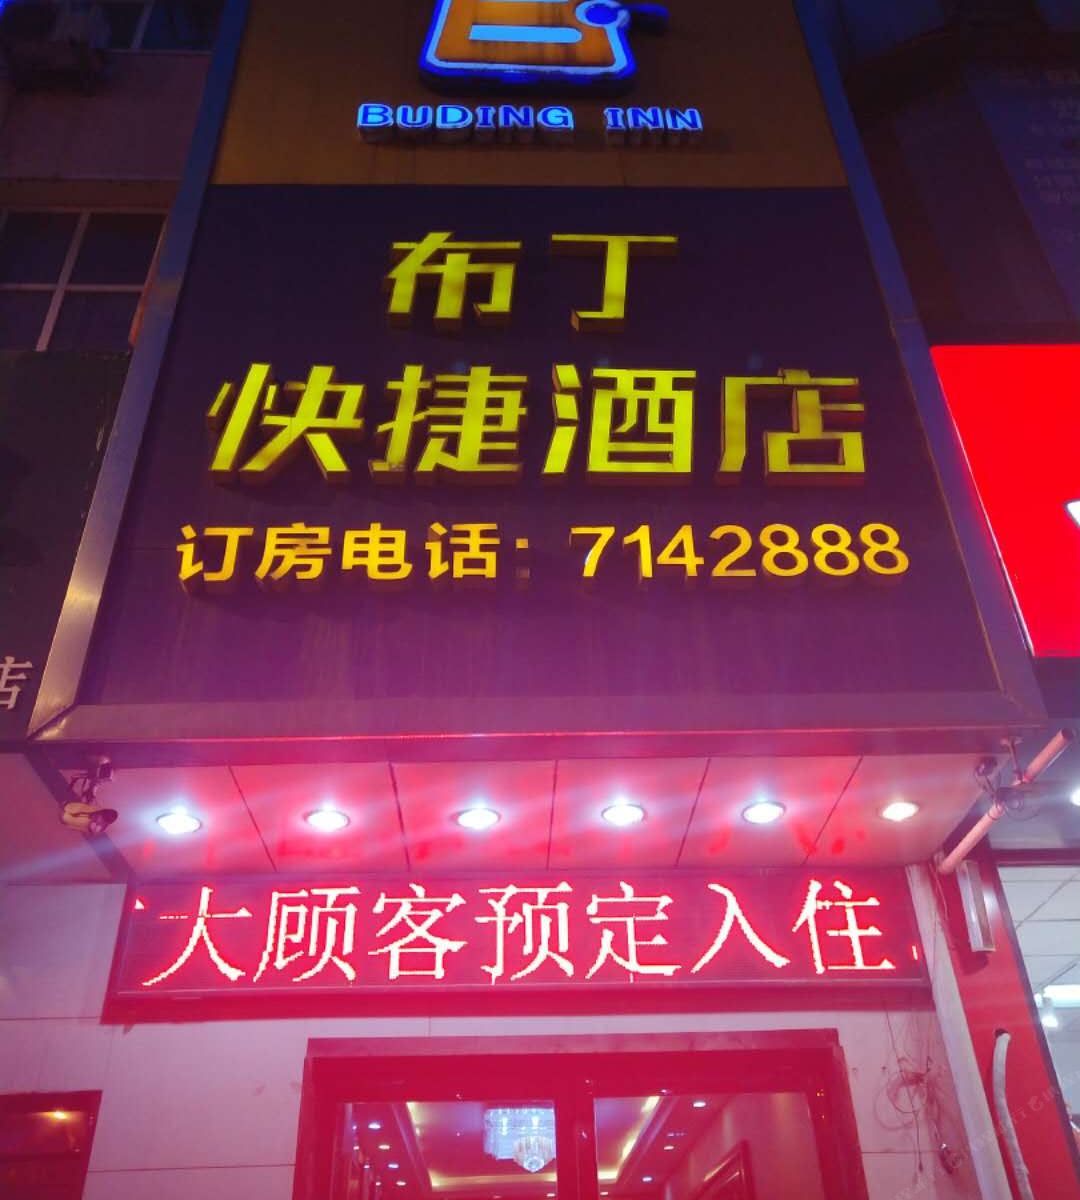 BUDING INN
布丁
快捷酒店
订房电话:7142888
店
大顾客预定入住